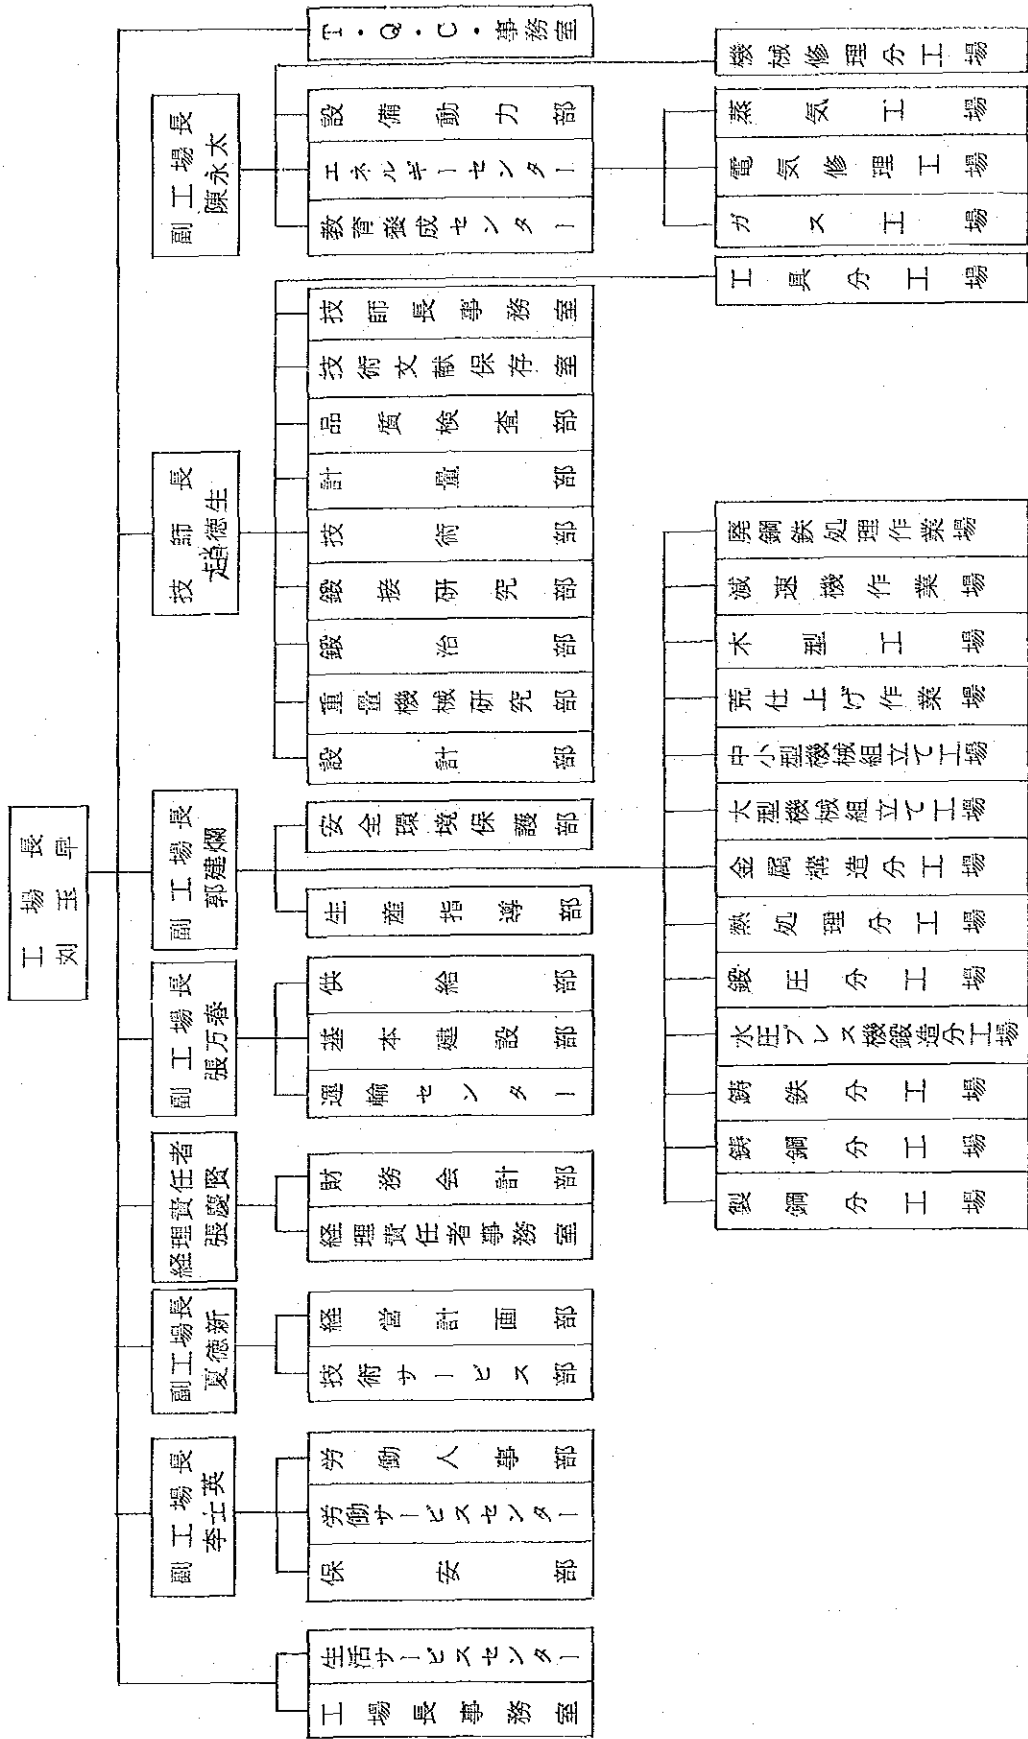 工場長
刘玉阜
副工場長
李士英
副工場長
夏徳新
経理責任者
張慶賢
副工場長
張万春
副工場長
郭建爛
技師長
趙徳生
副工場長
陳永太
工場長事務室
生活サービスセンター
保安部
労働サービスセンター
労働人事部
技術サービス部
経営計画部
経理責任者事務室
財務会計部
運輸センター
基本建設部
供給部
生産指導部
安全環境保護部
設計部
重量機械研究部
鍛冶部
鍛接研究部
技術部
計量部
品質検査部
技術文献保存室
技師長事務室
教育養成センター
エネルギーセンター
設備動力部
T・Q・C・事務室
製鋼分工場
鋳鋼分工場
鋳鉄分工場
水圧プレス機鍛造分工場
鍛圧分工場
熱処理分工場
金属構造分工場
大型機械組立て工場
中小型機械組立て工場
荒仕上げ作業場
木型工場
減速機作業場
廃鋼鉄処理作業場
工具分工場
ガス工場
電気修理工場
蒸気工場
機械修理分工場